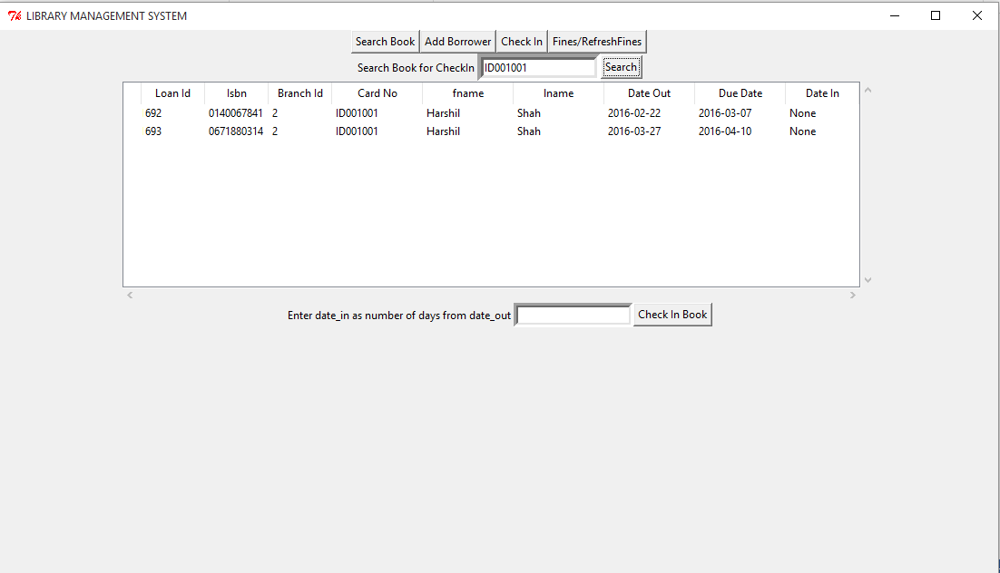 LIBRARY MANAGEMENT SYSTEM
Search Book Add Borrower Check In Fines/RefreshFines
Search Book for CheckIn ID001001 Search
Loan Id Isbn Branch Id Card No fname lname Date Out Due Date Date In
692 0140067841 2 ID001001 Harshil Shah 2016-02-22 2016-03-07 None
693 0671880314 2 ID001001 Harshil Shah 2016-03-27 2016-04-10 None
Enter date_in as number of days from date_out Check In Book